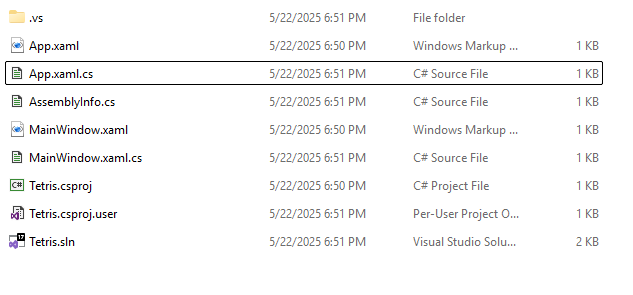 .vs 5/22/2025 6:51 PM File folder
App.xaml 5/22/2025 6:50 PM Windows Markup ... 1 KB
App.xaml.cs 5/22/2025 6:51 PM C# Source File 1 KB
AssemblyInfo.cs 5/22/2025 6:51 PM C# Source File 1 KB
MainWindow.xaml 5/22/2025 6:50 PM Windows Markup ... 1 KB
MainWindow.xaml.cs 5/22/2025 6:51 PM C# Source File 1 KB
C# Tetris.csproj 5/22/2025 6:50 PM C# Project File 1 KB
Tetris.csproj.user 5/22/2025 6:51 PM Per-User Project O... 1 KB
17 Tetris.sln 5/22/2025 6:51 PM Visual Studio Solu... 2 KB